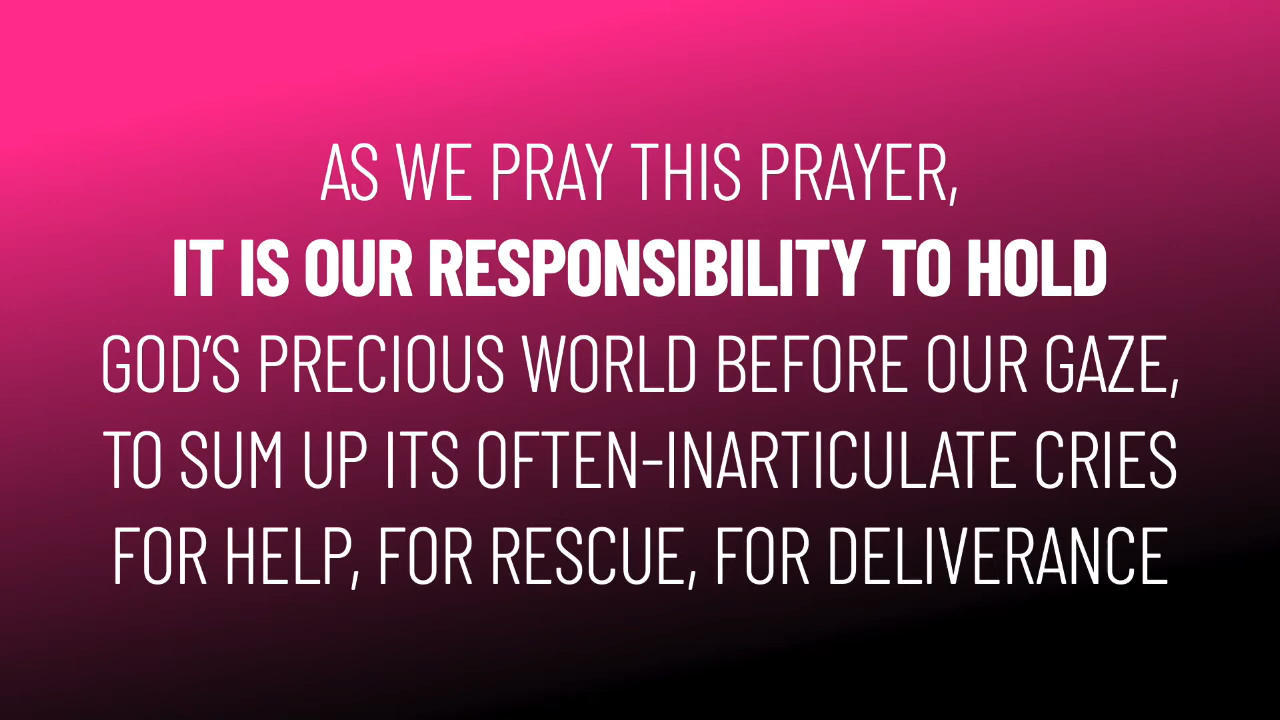 AS WE PRAY THIS PRAYER,
IT IS OUR RESPONSIBILITY TO HOLD
GOD’S PRECIOUS WORLD BEFORE OUR GAZE,
TO SUM UP ITS OFTEN-INARTICULATE CRIES
FOR HELP, FOR RESCUE, FOR DELIVERANCE